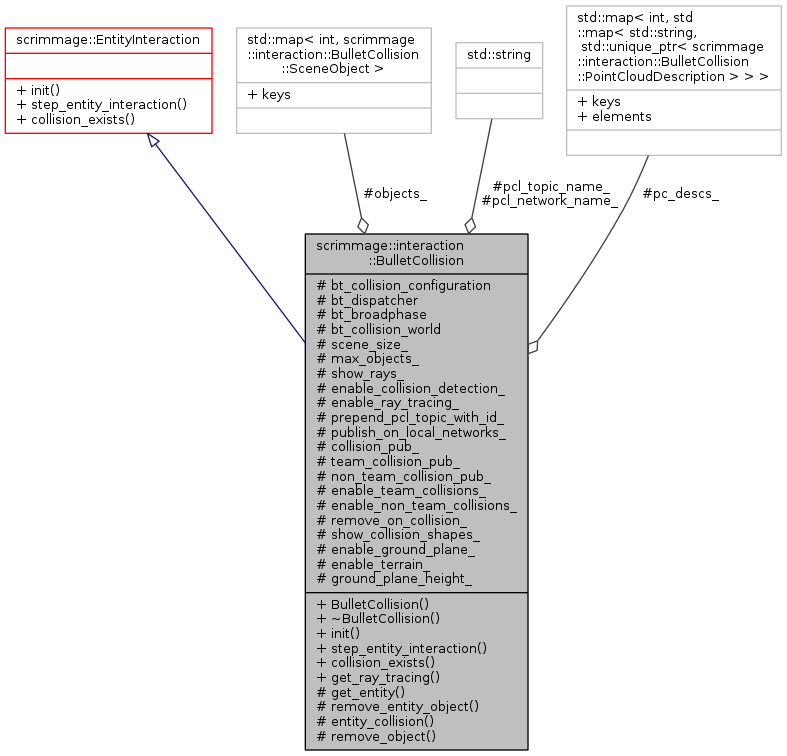 scrimmage::EntityInteraction
+ init()
+ step_entity_interaction()
+ collision_exists()
std::map< int, scrimmage
::interaction::BulletCollision
::SceneObject >
+ keys
std::string
std::map< int, std
::map< std::string,
std::unique_ptr< scrimmage
::interaction::BulletCollision
::PointCloudDescription > > >
+ keys
+ elements
#objects_
#pcl_topic_name_
#pcl_network_name_
#pc_descs_
scrimmage::interaction
::BulletCollision
# bt_collision_configuration
# bt_dispatcher
# bt_broadphase
# bt_collision_world
# scene_size_
# max_objects_
# show_rays_
# enable_collision_detection_
# enable_ray_tracing_
# prepend_pcl_topic_with_id_
# publish_on_local_networks_
# collision_pub_
# team_collision_pub_
# non_team_collision_pub_
# enable_team_collisions_
# enable_non_team_collisions_
# remove_on_collision_
# show_collision_shapes_
# enable_ground_plane_
# enable_terrain_
# ground_plane_height_
+ BulletCollision()
+ ~BulletCollision()
+ init()
+ step_entity_interaction()
+ collision_exists()
+ get_ray_tracing()
# get_entity()
# remove_entity_object()
# entity_collision()
# remove_object()